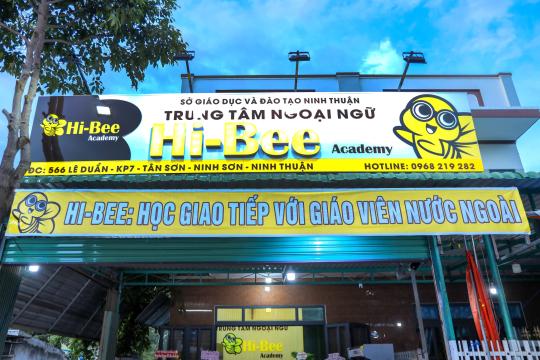 SỞ GIÁO DỤC VÀ ĐÀO TẠO NINH THUẬN
TRUNG TÂM NGOẠI NGỮ
Hi-Bee
Academy
Hi-Bee
Academy
ĐC: 566 LÊ DUẨN - KP7 - TÂN SƠN - NINH SƠN - NINH THUẬN
HOTLINE: 0968 219 282
HI-BEE: HỌC GIAO TIẾP VỚI GIÁO VIÊN NƯỚC NGOÀI
TRUNG TÂM NGOẠI NGỮ
Hi-Bee
Academy